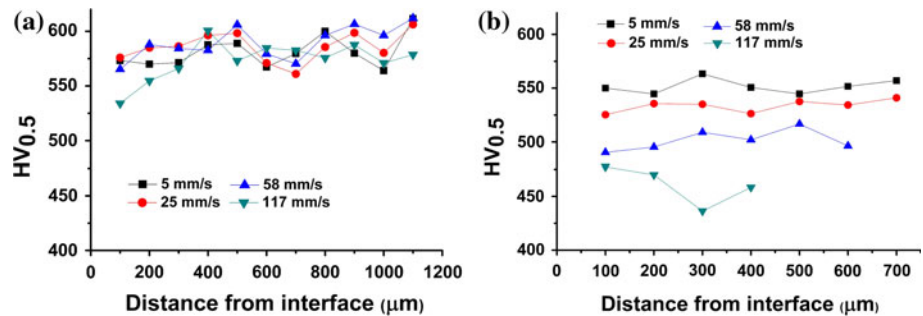 (a)
600
550
500
450
400
HV0.5
5 mm/s
58 mm/s
25 mm/s
117 mm/s
0 200 400 600 800 1000 1200
Distance from interface (μm)
(b)
600
550
500
450
400
HV0.5
5 mm/s
58 mm/s
25 mm/s
117 mm/s
0 100 200 300 400 500 600 700
Distance from interface (μm)